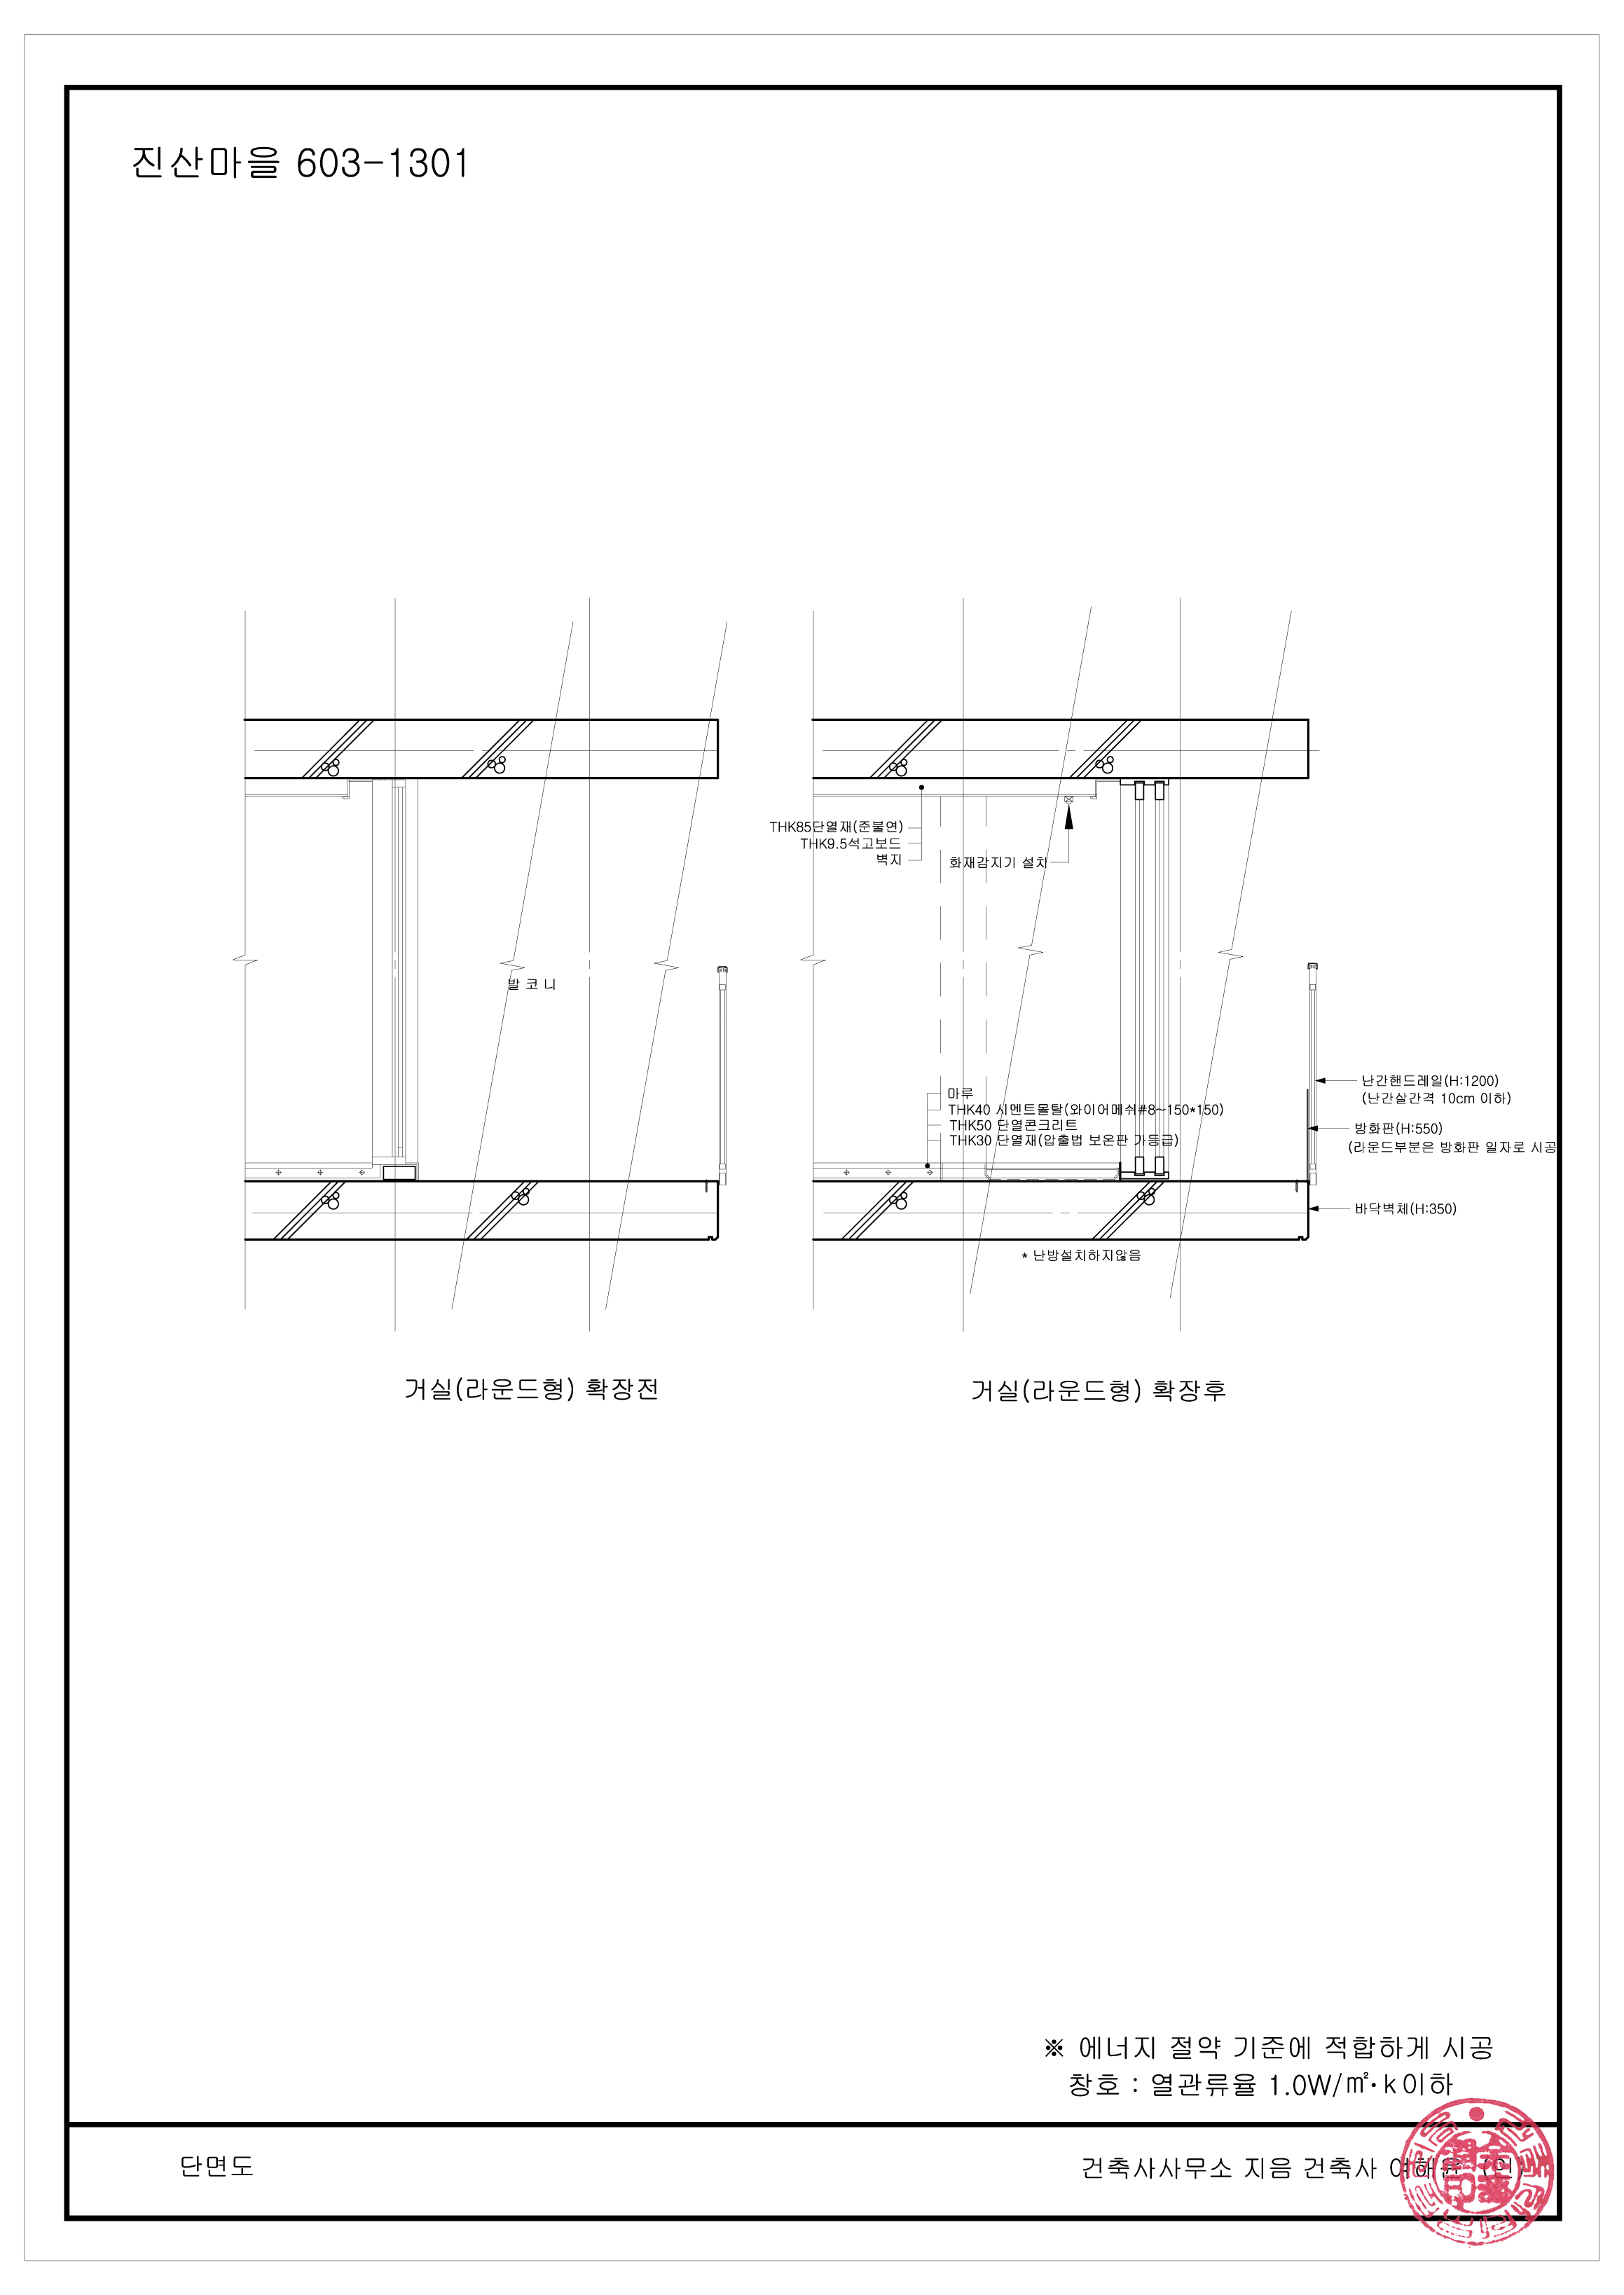 진산마을 603-1301
THK85단열재(준불연)
THK9.5석고보드
벽지
화재감지기 설치
발 코 니
마루
THK40 시멘트몰탈(와이어메쉬#8~150*150)
THK50 단열콘크리트
THK30 단열재(압출법 보온판 가등급)
난간핸드레일(H:1200)
(난간살간격 10cm 이하)
방화판(H:550)
(라운드부분은 방화판 일자로 시공
바닥벽체(H:350)
* 난방설치하지않음
거실(라운드형) 확장전
거실(라운드형) 확장후
※ 에너지 절약 기준에 적합하게 시공
창호 : 열관류율 1.0W/㎡·k이하
단면도
건축사사무소 지음 건축사 (인)